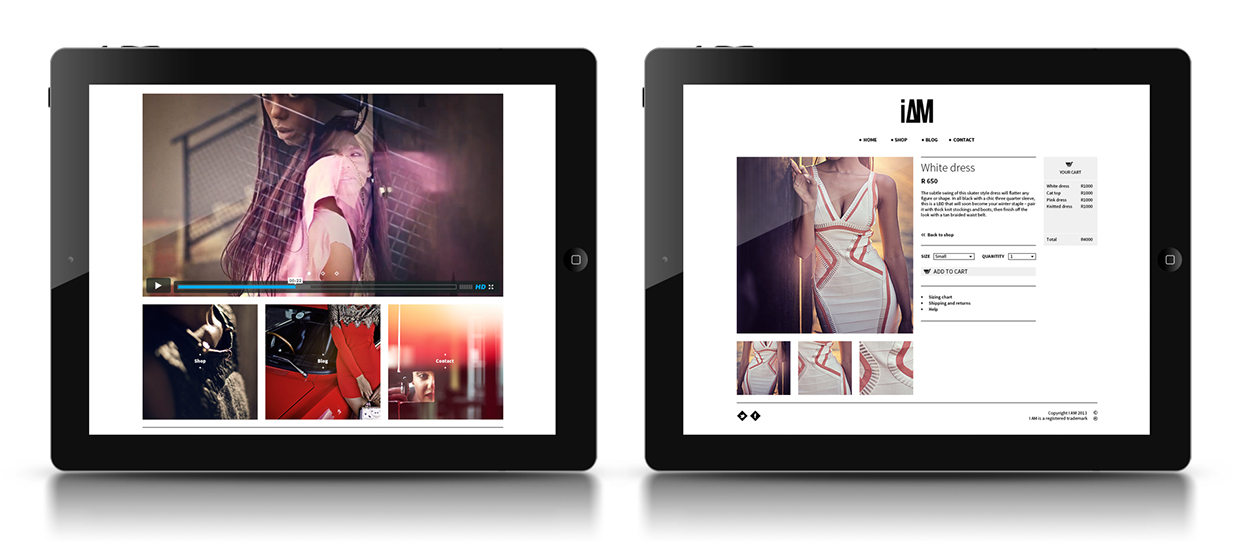 00:22
HD
Shop
Blog
Contact
iAM
HOME
SHOP
BLOG
CONTACT
White dress
R 650
The subtle swing of this skater style dress will flatter any
figure or shape. In all black with a chic three quarter sleeve,
this is a LBD that will soon become your winter staple – pair
it with thick knit stockings and boots, then finish off the
look with a tan braided waist belt.
<< Back to shop
SIZE Small QUANITITY 1
ADD TO CART
Sizing chart
Shipping and returns
Help
YOUR CART
White dress R1000
Cat top R1000
Pink dress R1000
Knitted dress R1000
Total R4000
Copyright I AM 2013 ©
I AM is a registered trademark ®